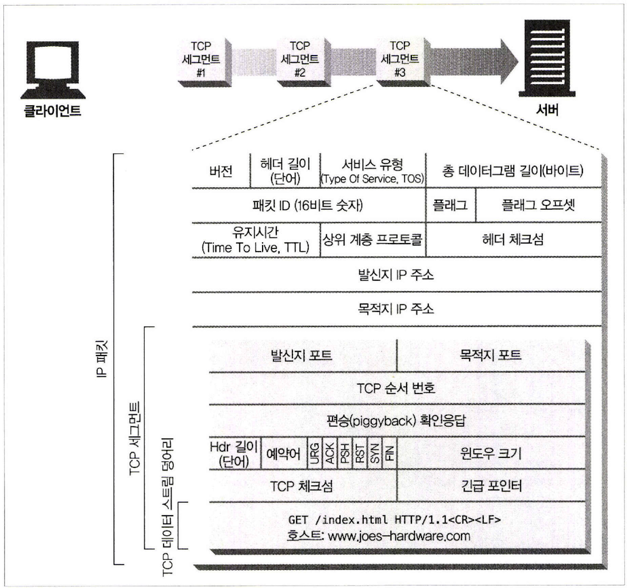 TCP
세그먼트
#1
TCP
세그먼트
#2
TCP
세그먼트
#3
클라이언트
서버
버전
헤더 길이
(단어)
서비스 유형
(Type Of Service, TOS)
총 데이터그램 길이(바이트)
패킷 ID (16비트 숫자)
플래그
플래그 오프셋
유지시간
(Time To Live, TTL)
상위 계층 프로토콜
헤더 체크섬
발신지 IP 주소
목적지 IP 주소
발신지 포트
목적지 포트
TCP 순서 번호
편승(piggyback) 확인응답
Hdr 길이
(단어)
예약어
URG
ACK
PSH
RST
SYN
FIN
윈도우 크기
TCP 체크섬
긴급 포인터
GET /index.html HTTP/1.1<CR><LF>
호스트: www.joes-hardware.com
IP 패킷
TCP 세그먼트
TCP 데이터 스트림 덩어리